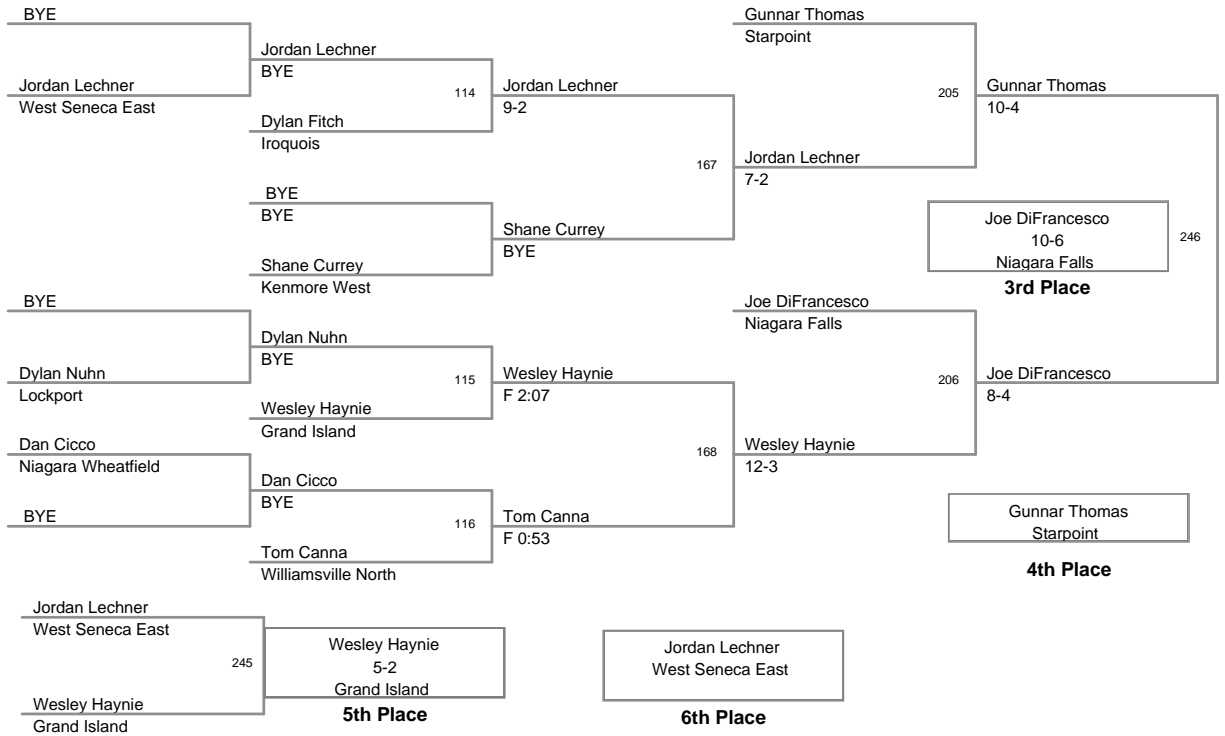 BYE
Jordan Lechner
West Seneca East
Jordan Lechner
BYE
114
Dylan Fitch
Iroquois
Jordan Lechner
9-2
BYE
BYE
Shane Currey
Kenmore West
Shane Currey
BYE
167
Jordan Lechner
7-2
Gunnar Thomas
Starpoint
205
Gunnar Thomas
10-4
Joe DiFrancesco
10-6
Niagara Falls
3rd Place
246
BYE
Dylan Nuhn
Lockport
Dylan Nuhn
BYE
115
Wesley Haynie
Grand Island
Wesley Haynie
F 2:07
Dan Cicco
Niagara Wheatfield
BYE
Dan Cicco
BYE
116
Tom Canna
Williamsville North
Tom Canna
F 0:53
168
Wesley Haynie
12-3
Joe DiFrancesco
Niagara Falls
206
Joe DiFrancesco
8-4
Gunnar Thomas
Starpoint
4th Place
Jordan Lechner
West Seneca East
245
Wesley Haynie
Grand Island
Wesley Haynie
5-2
Grand Island
5th Place
Jordan Lechner
West Seneca East
6th Place